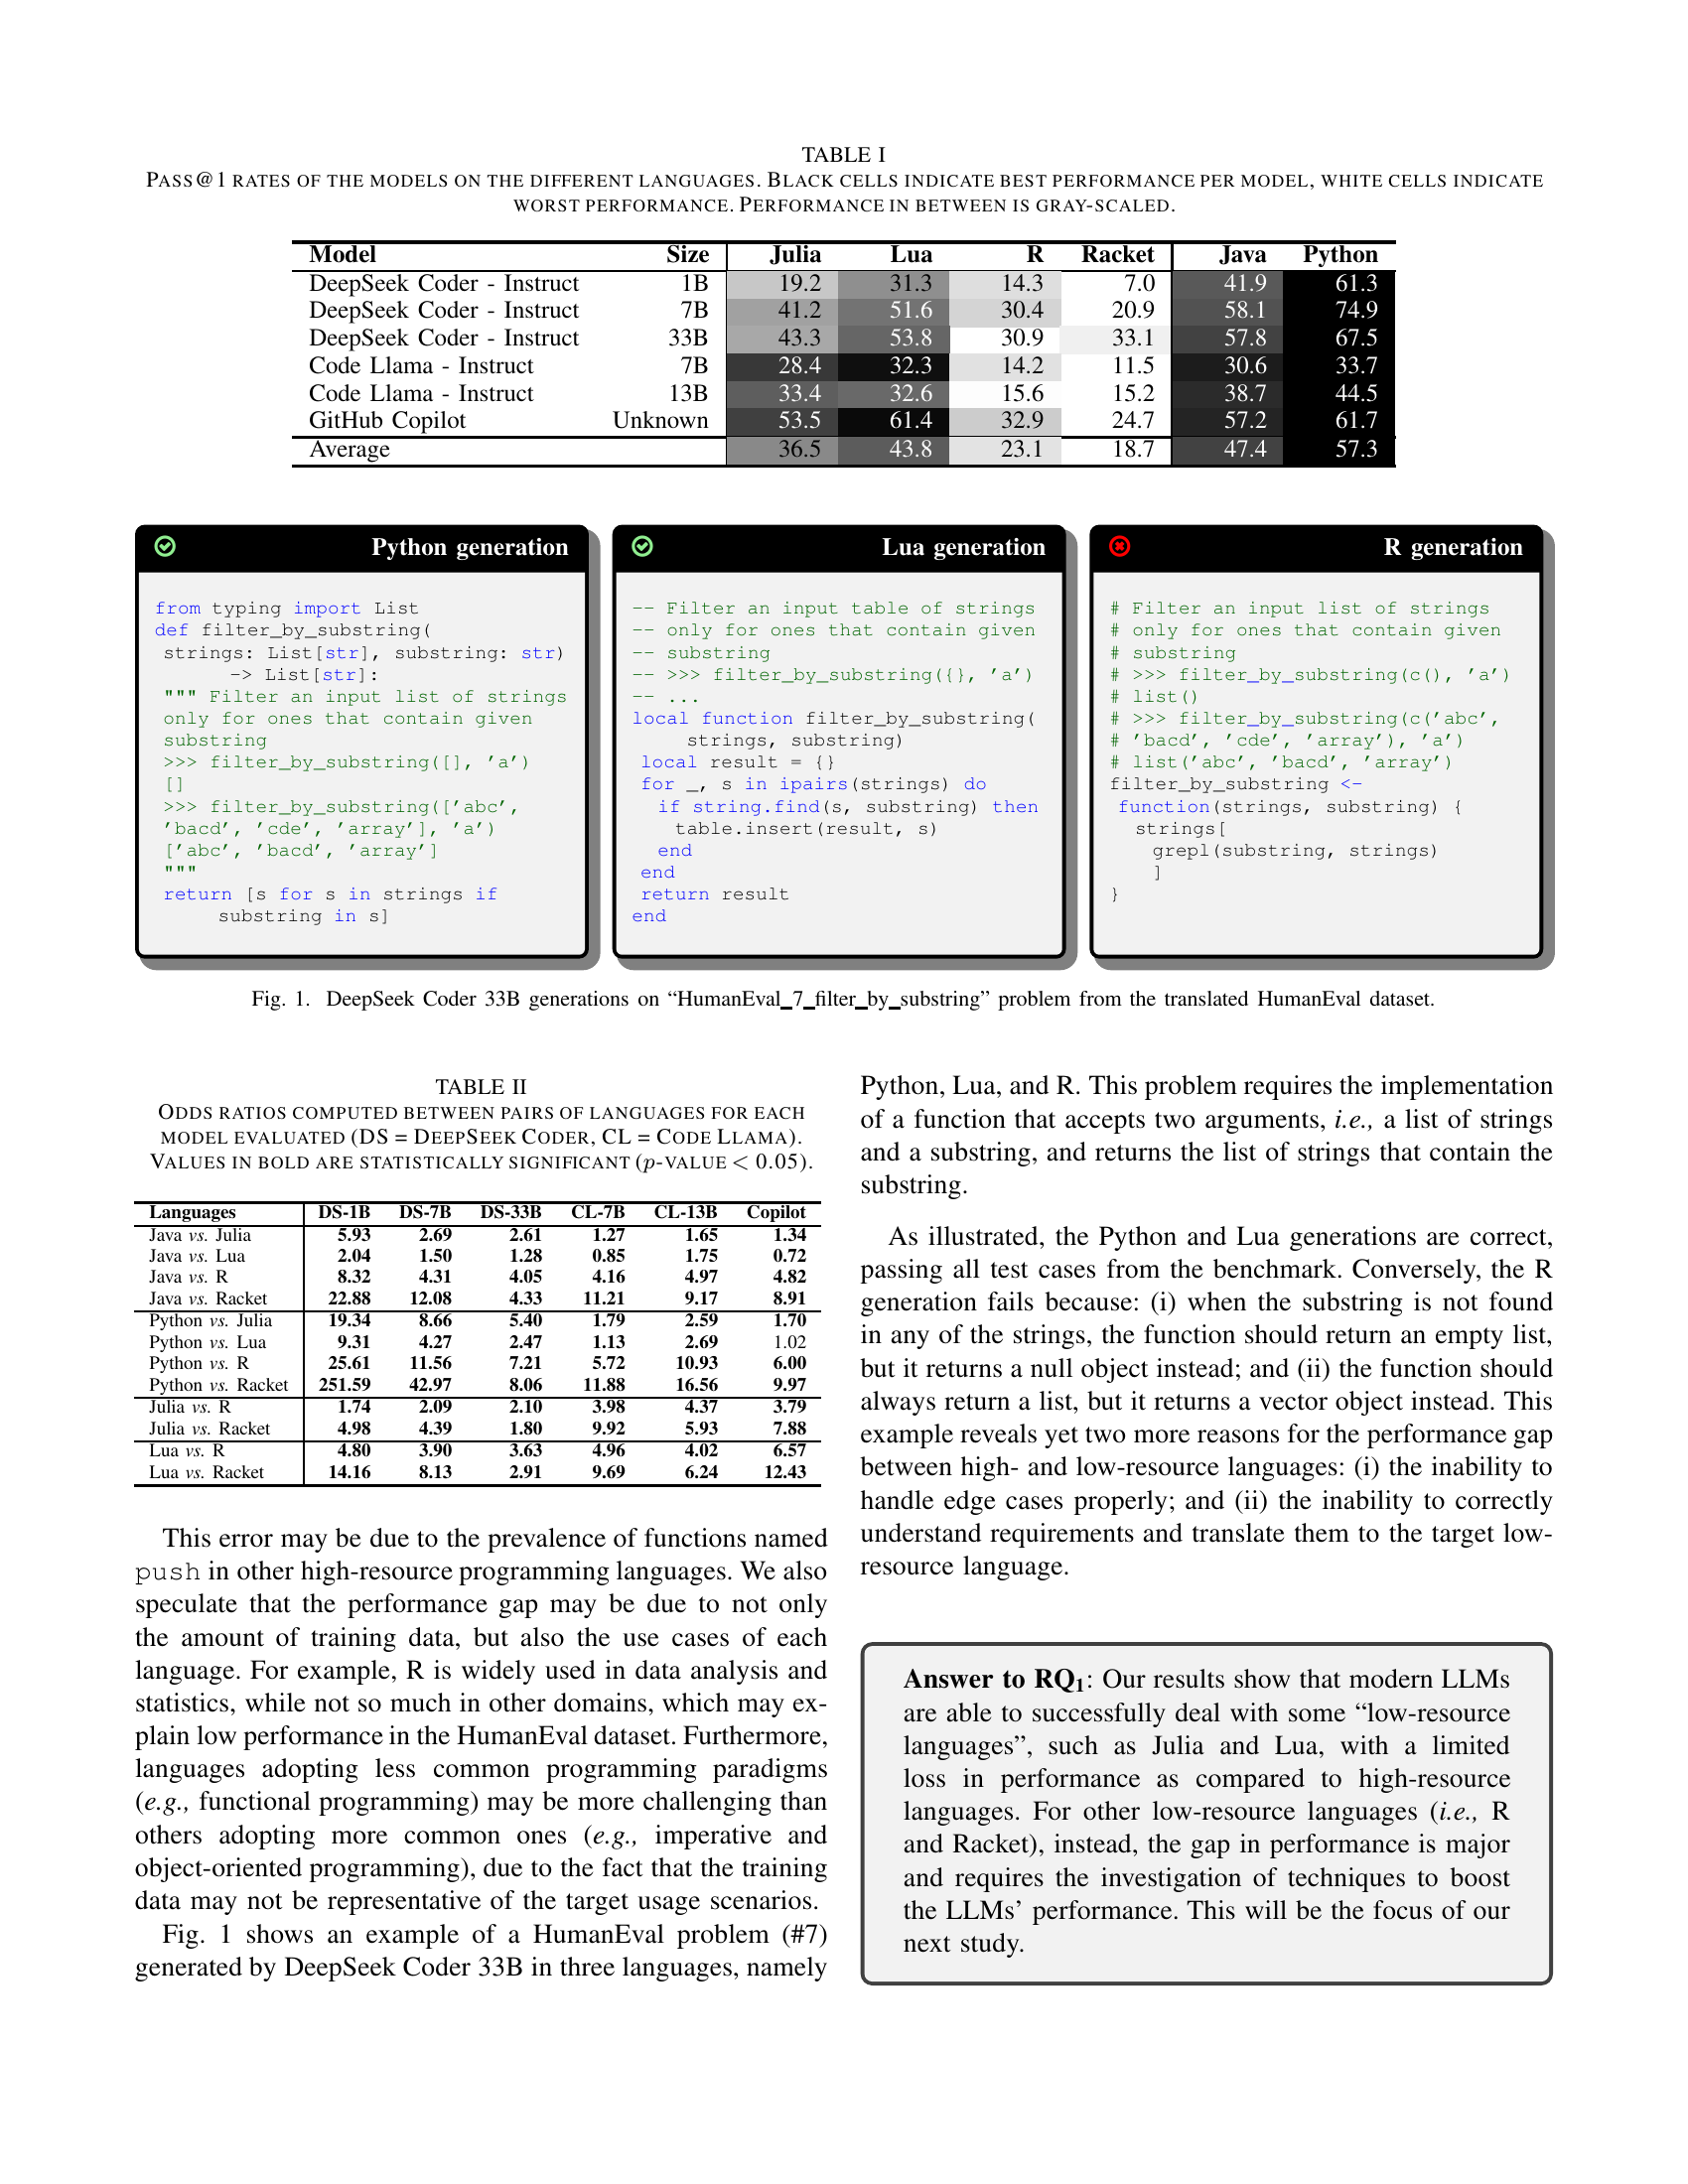 TABLE I
PASS@1 RATES OF THE MODELS ON THE DIFFERENT LANGUAGES. BLACK CELLS INDICATE BEST PERFORMANCE PER MODEL, WHITE CELLS INDICATE
WORST PERFORMANCE. PERFORMANCE IN BETWEEN IS GRAY-SCALED.
Model Size Julia Lua R Racket Java Python
DeepSeek Coder - Instruct 1B 19.2 31.3 14.3 7.0 41.9 61.3
DeepSeek Coder - Instruct 7B 41.2 51.6 30.4 20.9 58.1 74.9
DeepSeek Coder - Instruct 33B 43.3 53.8 30.9 33.1 57.8 67.5
Code Llama - Instruct 7B 28.4 32.3 14.2 11.5 30.6 33.7
Code Llama - Instruct 13B 33.4 32.6 15.6 15.2 38.7 44.5
GitHub Copilot Unknown 53.5 61.4 32.9 24.7 57.2 61.7
Average 36.5 43.8 23.1 18.7 47.4 57.3
Python generation
from typing import List
def filter_by_substring(
strings: List[str], substring: str)
-> List[str]:
""" Filter an input list of strings
only for ones that contain given
substring
>>> filter_by_substring([], 'a')
[]
>>> filter_by_substring(['abc',
'bacd', 'cde', 'array'], 'a')
['abc', 'bacd', 'array']
"""
return [s for s in strings if
substring in s]
Lua generation
-- Filter an input table of strings
-- only for ones that contain given
-- substring
-- >>> filter_by_substring({}, 'a')
-- ...
local function filter_by_substring(
strings, substring)
local result = {}
for _, s in ipairs(strings) do
if string.find(s, substring) then
table.insert(result, s)
end
end
return result
end
R generation
# Filter an input list of strings
# only for ones that contain given
# substring
# >>> filter_by_substring(c(), 'a')
# list()
# >>> filter_by_substring(c('abc',
# 'bacd', 'cde', 'array'), 'a')
# list('abc', 'bacd', 'array')
filter_by_substring <-
function(strings, substring) {
strings[
grepl(substring, strings)
]
}
Fig. 1. DeepSeek Coder 33B generations on “HumanEval_7_filter_by_substring” problem from the translated HumanEval dataset.
TABLE II
ODDS RATIOS COMPUTED BETWEEN PAIRS OF LANGUAGES FOR EACH
MODEL EVALUATED (DS = DEEPSEEK CODER, CL = CODE LLAMA).
VALUES IN BOLD ARE STATISTICALLY SIGNIFICANT (p-VALUE < 0.05).
Languages DS-1B DS-7B DS-33B CL-7B CL-13B Copilot
Java vs. Julia 5.93 2.69 2.61 1.27 1.65 1.34
Java vs. Lua 2.04 1.50 1.28 0.85 1.75 0.72
Java vs. R 8.32 4.31 4.05 4.16 4.97 4.82
Java vs. Racket 22.88 12.08 4.33 11.21 9.17 8.91
Python vs. Julia 19.34 8.66 5.40 1.79 2.59 1.70
Python vs. Lua 9.31 4.27 2.47 1.13 2.69 1.02
Python vs. R 25.61 11.56 7.21 5.72 10.93 6.00
Python vs. Racket 251.59 42.97 8.06 11.88 16.56 9.97
Julia vs. R 1.74 2.09 2.10 3.98 4.37 3.79
Julia vs. Racket 4.98 4.39 1.80 9.92 5.93 7.88
Lua vs. R 4.80 3.90 3.63 4.96 4.02 6.57
Lua vs. Racket 14.16 8.13 2.91 9.69 6.24 12.43
This error may be due to the prevalence of functions named
push in other high-resource programming languages. We also
speculate that the performance gap may be due to not only
the amount of training data, but also the use cases of each
language. For example, R is widely used in data analysis and
statistics, while not so much in other domains, which may ex-
plain low performance in the HumanEval dataset. Furthermore,
languages adopting less common programming paradigms
(e.g., functional programming) may be more challenging than
others adopting more common ones (e.g., imperative and
object-oriented programming), due to the fact that the training
data may not be representative of the target usage scenarios.
Fig. 1 shows an example of a HumanEval problem (#7)
generated by DeepSeek Coder 33B in three languages, namely
Python, Lua, and R. This problem requires the implementation
of a function that accepts two arguments, i.e., a list of strings
and a substring, and returns the list of strings that contain the
substring.
As illustrated, the Python and Lua generations are correct,
passing all test cases from the benchmark. Conversely, the R
generation fails because: (i) when the substring is not found
in any of the strings, the function should return an empty list,
but it returns a null object instead; and (ii) the function should
always return a list, but it returns a vector object instead. This
example reveals yet two more reasons for the performance gap
between high- and low-resource languages: (i) the inability to
handle edge cases properly; and (ii) the inability to correctly
understand requirements and translate them to the target low-
resource language.
Answer to RQ1: Our results show that modern LLMs
are able to successfully deal with some “low-resource
languages”, such as Julia and Lua, with a limited
loss in performance as compared to high-resource
languages. For other low-resource languages (i.e., R
and Racket), instead, the gap in performance is major
and requires the investigation of techniques to boost
the LLMs’ performance. This will be the focus of our
next study.